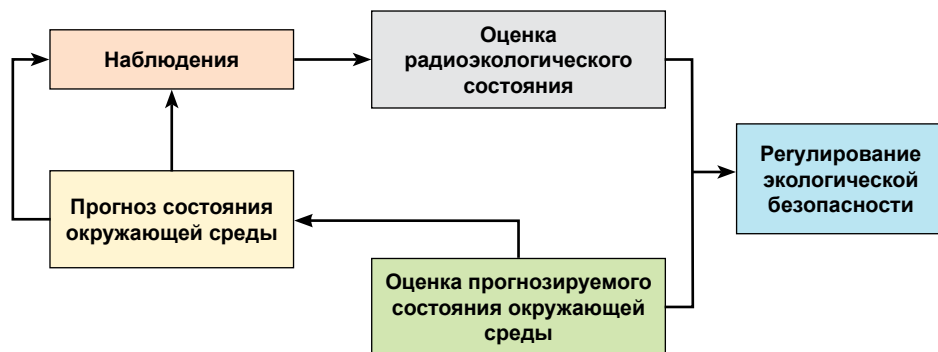 Наблюдения
Оценка
радиоэкологического
состояния
Регулирование
экологической
безопасности
Прогноз состояния
окружающей среды
Оценка прогнозируемого
состояния окружающей
среды